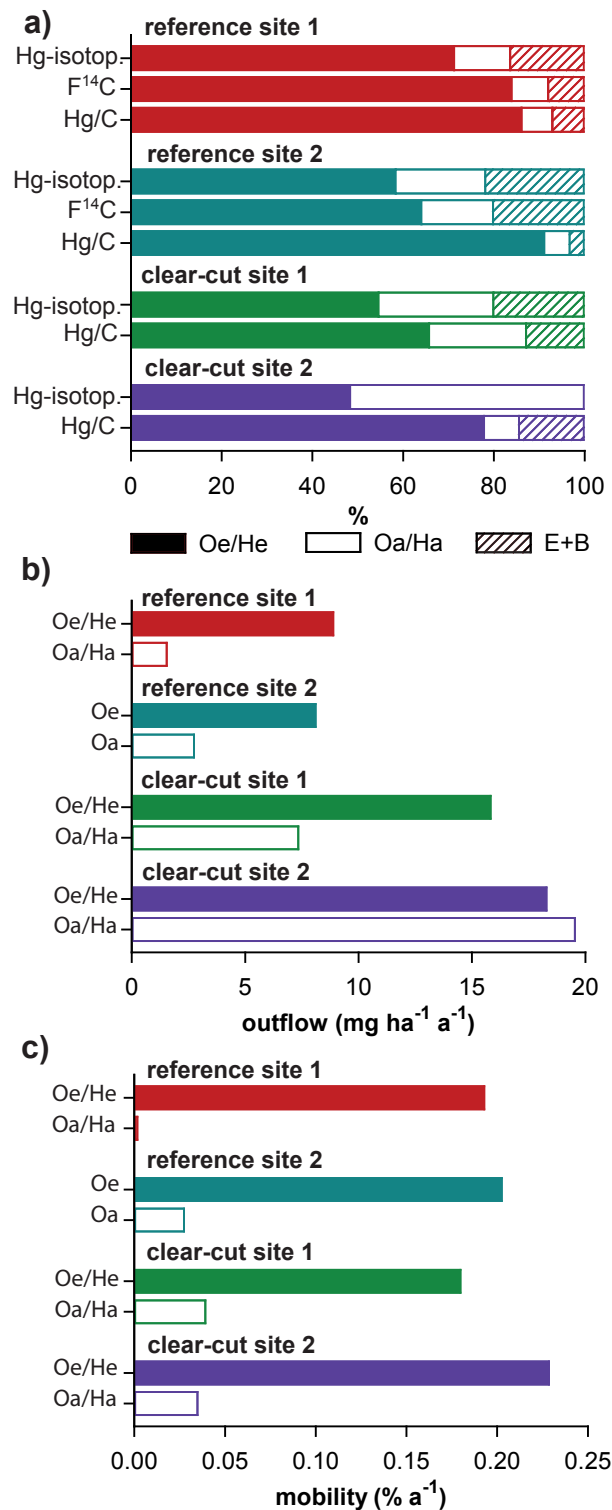 a)
reference site 1
Hg-isotop.
F¹⁴C
Hg/C
reference site 2
Hg-isotop.
F¹⁴C
Hg/C
clear-cut site 1
Hg-isotop.
Hg/C
clear-cut site 2
Hg-isotop.
Hg/C
0 20 40 60 80 100
%
Oe/He Oa/Ha E+B
b)
reference site 1
Oe/He
Oa/Ha
reference site 2
Oe
Oa
clear-cut site 1
Oe/He
Oa/Ha
clear-cut site 2
Oe/He
Oa/Ha
0 5 10 15 20
outflow (mg ha⁻¹ a⁻¹)
c)
reference site 1
Oe/He
Oa/Ha
reference site 2
Oe
Oa
clear-cut site 1
Oe/He
Oa/Ha
clear-cut site 2
Oe/He
Oa/Ha
0.00 0.05 0.10 0.15 0.20 0.25
mobility (% a⁻¹)